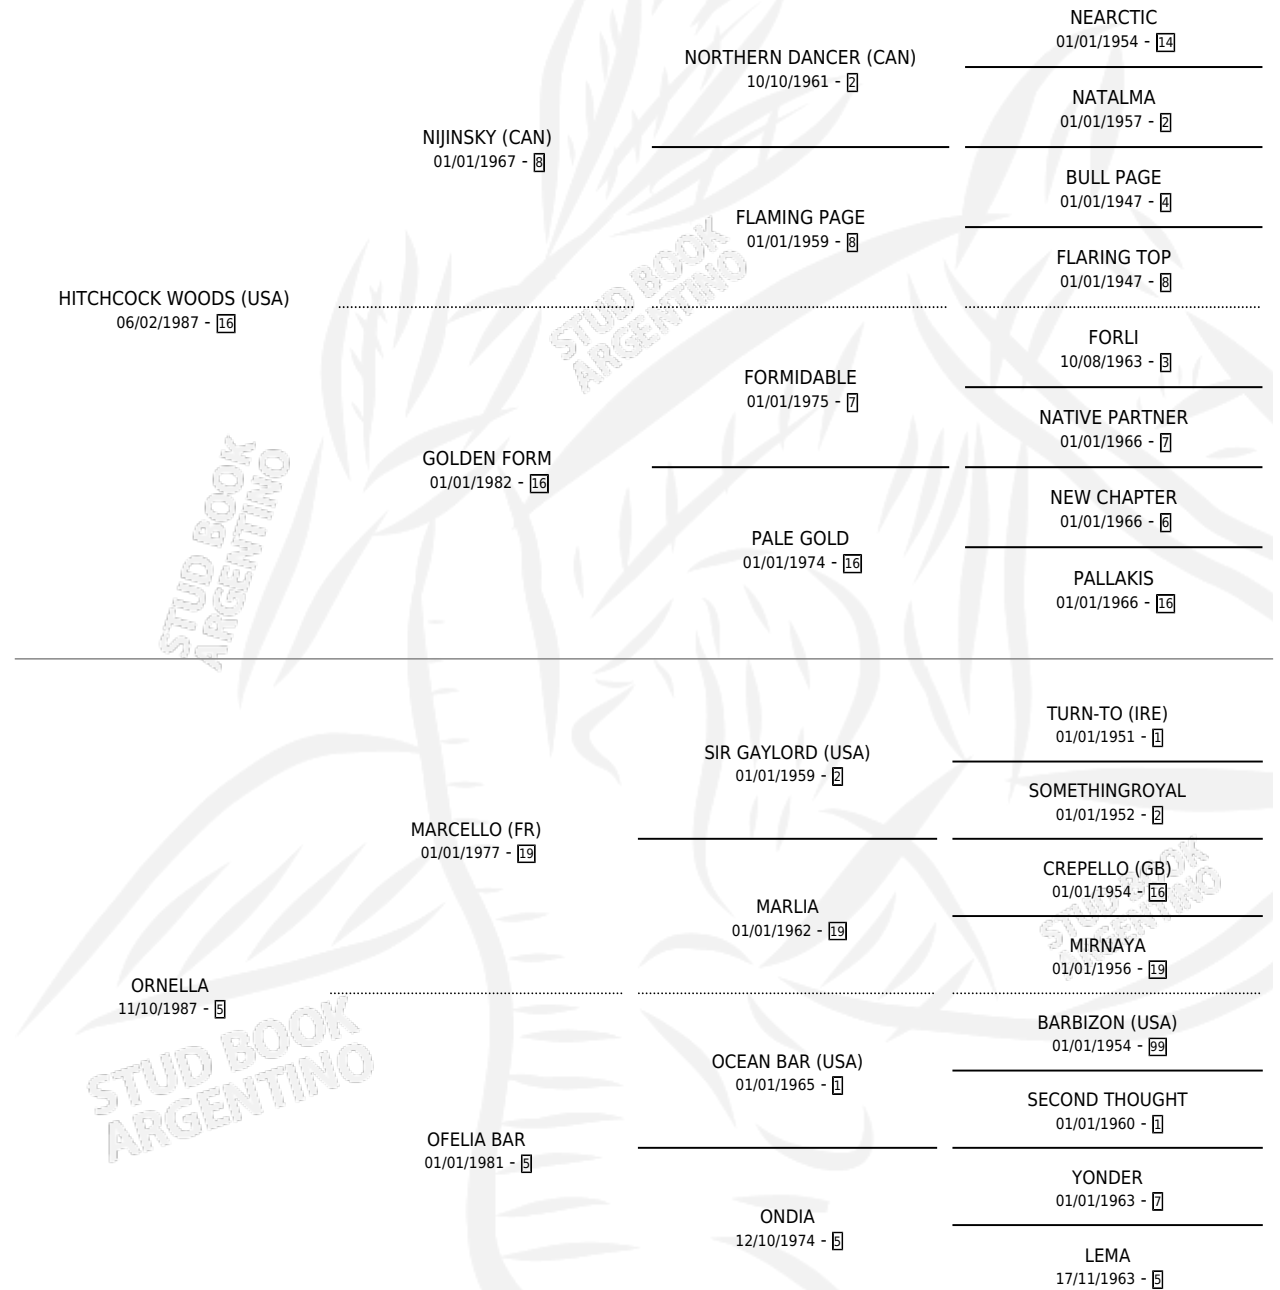 NEARCTIC
01/01/1954 - 14
NORTHERN DANCER (CAN)
10/10/1961 - 2
NATALMA
01/01/1957 - 2
NIJINSKY (CAN)
01/01/1967 - 8
BULL PAGE
01/01/1947 - 4
FLAMING PAGE
01/01/1959 - 8
FLARING TOP
01/01/1947 - 8
HITCHCOCK WOODS (USA)
06/02/1987 - 16
STUD BOOK
ARGENTINO
FORLI
10/08/1963 - 3
FORMIDABLE
01/01/1975 - 7
NATIVE PARTNER
01/01/1966 - 7
GOLDEN FORM
01/01/1982 - 16
NEW CHAPTER
01/01/1966 - 6
PALE GOLD
01/01/1974 - 16
PALLAKIS
01/01/1966 - 16
STUD BOOK
ARGENTINO
TURN-TO (IRE)
01/01/1951 - 1
SIR GAYLORD (USA)
01/01/1959 - 2
SOMETHINGROYAL
01/01/1952 - 2
MARCELLO (FR)
01/01/1977 - 19
CREPELLO (GB)
01/01/1954 - 16
MARLIA
01/01/1962 - 19
STUD BOOK
ARGENTINO
MIRNAYA
01/01/1956 - 19
ORNELLA
11/10/1987 - 5
BARBIZON (USA)
01/01/1954 - 99
OCEAN BAR (USA)
01/01/1965 - 1
SECOND THOUGHT
01/01/1960 - 1
STUD BOOK
ARGENTINO
OFELIA BAR
01/01/1981 - 5
YONDER
01/01/1963 - 7
ONDIA
12/10/1974 - 5
LEMA
17/11/1963 - 5